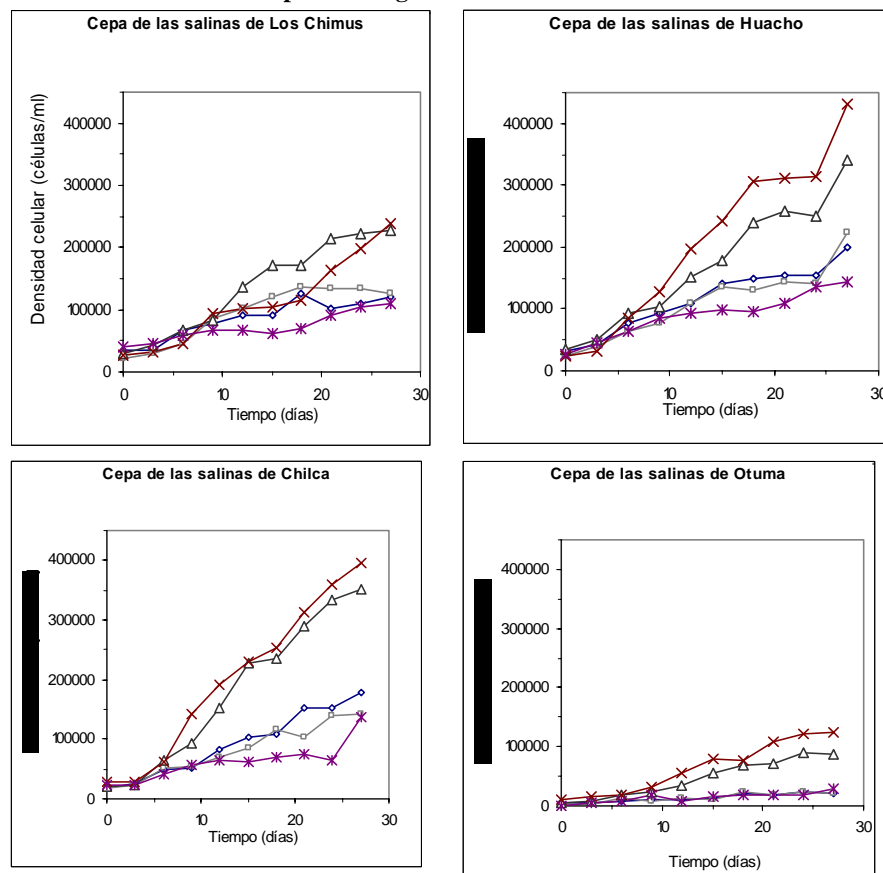 Cepa de las salinas de Los Chimus
Densidad celular (células/ml)
400000
300000
200000
100000
0
0 10 20 30
Tiempo (días)
Cepa de las salinas de Huacho
400000
300000
200000
100000
0
0 10 20 30
Tiempo (días)
Cepa de las salinas de Chilca
400000
300000
200000
100000
0
0 10 20 30
Tiempo (días)
Cepa de las salinas de Otuma
400000
300000
200000
100000
0
0 10 20 30
Tiempo (días)